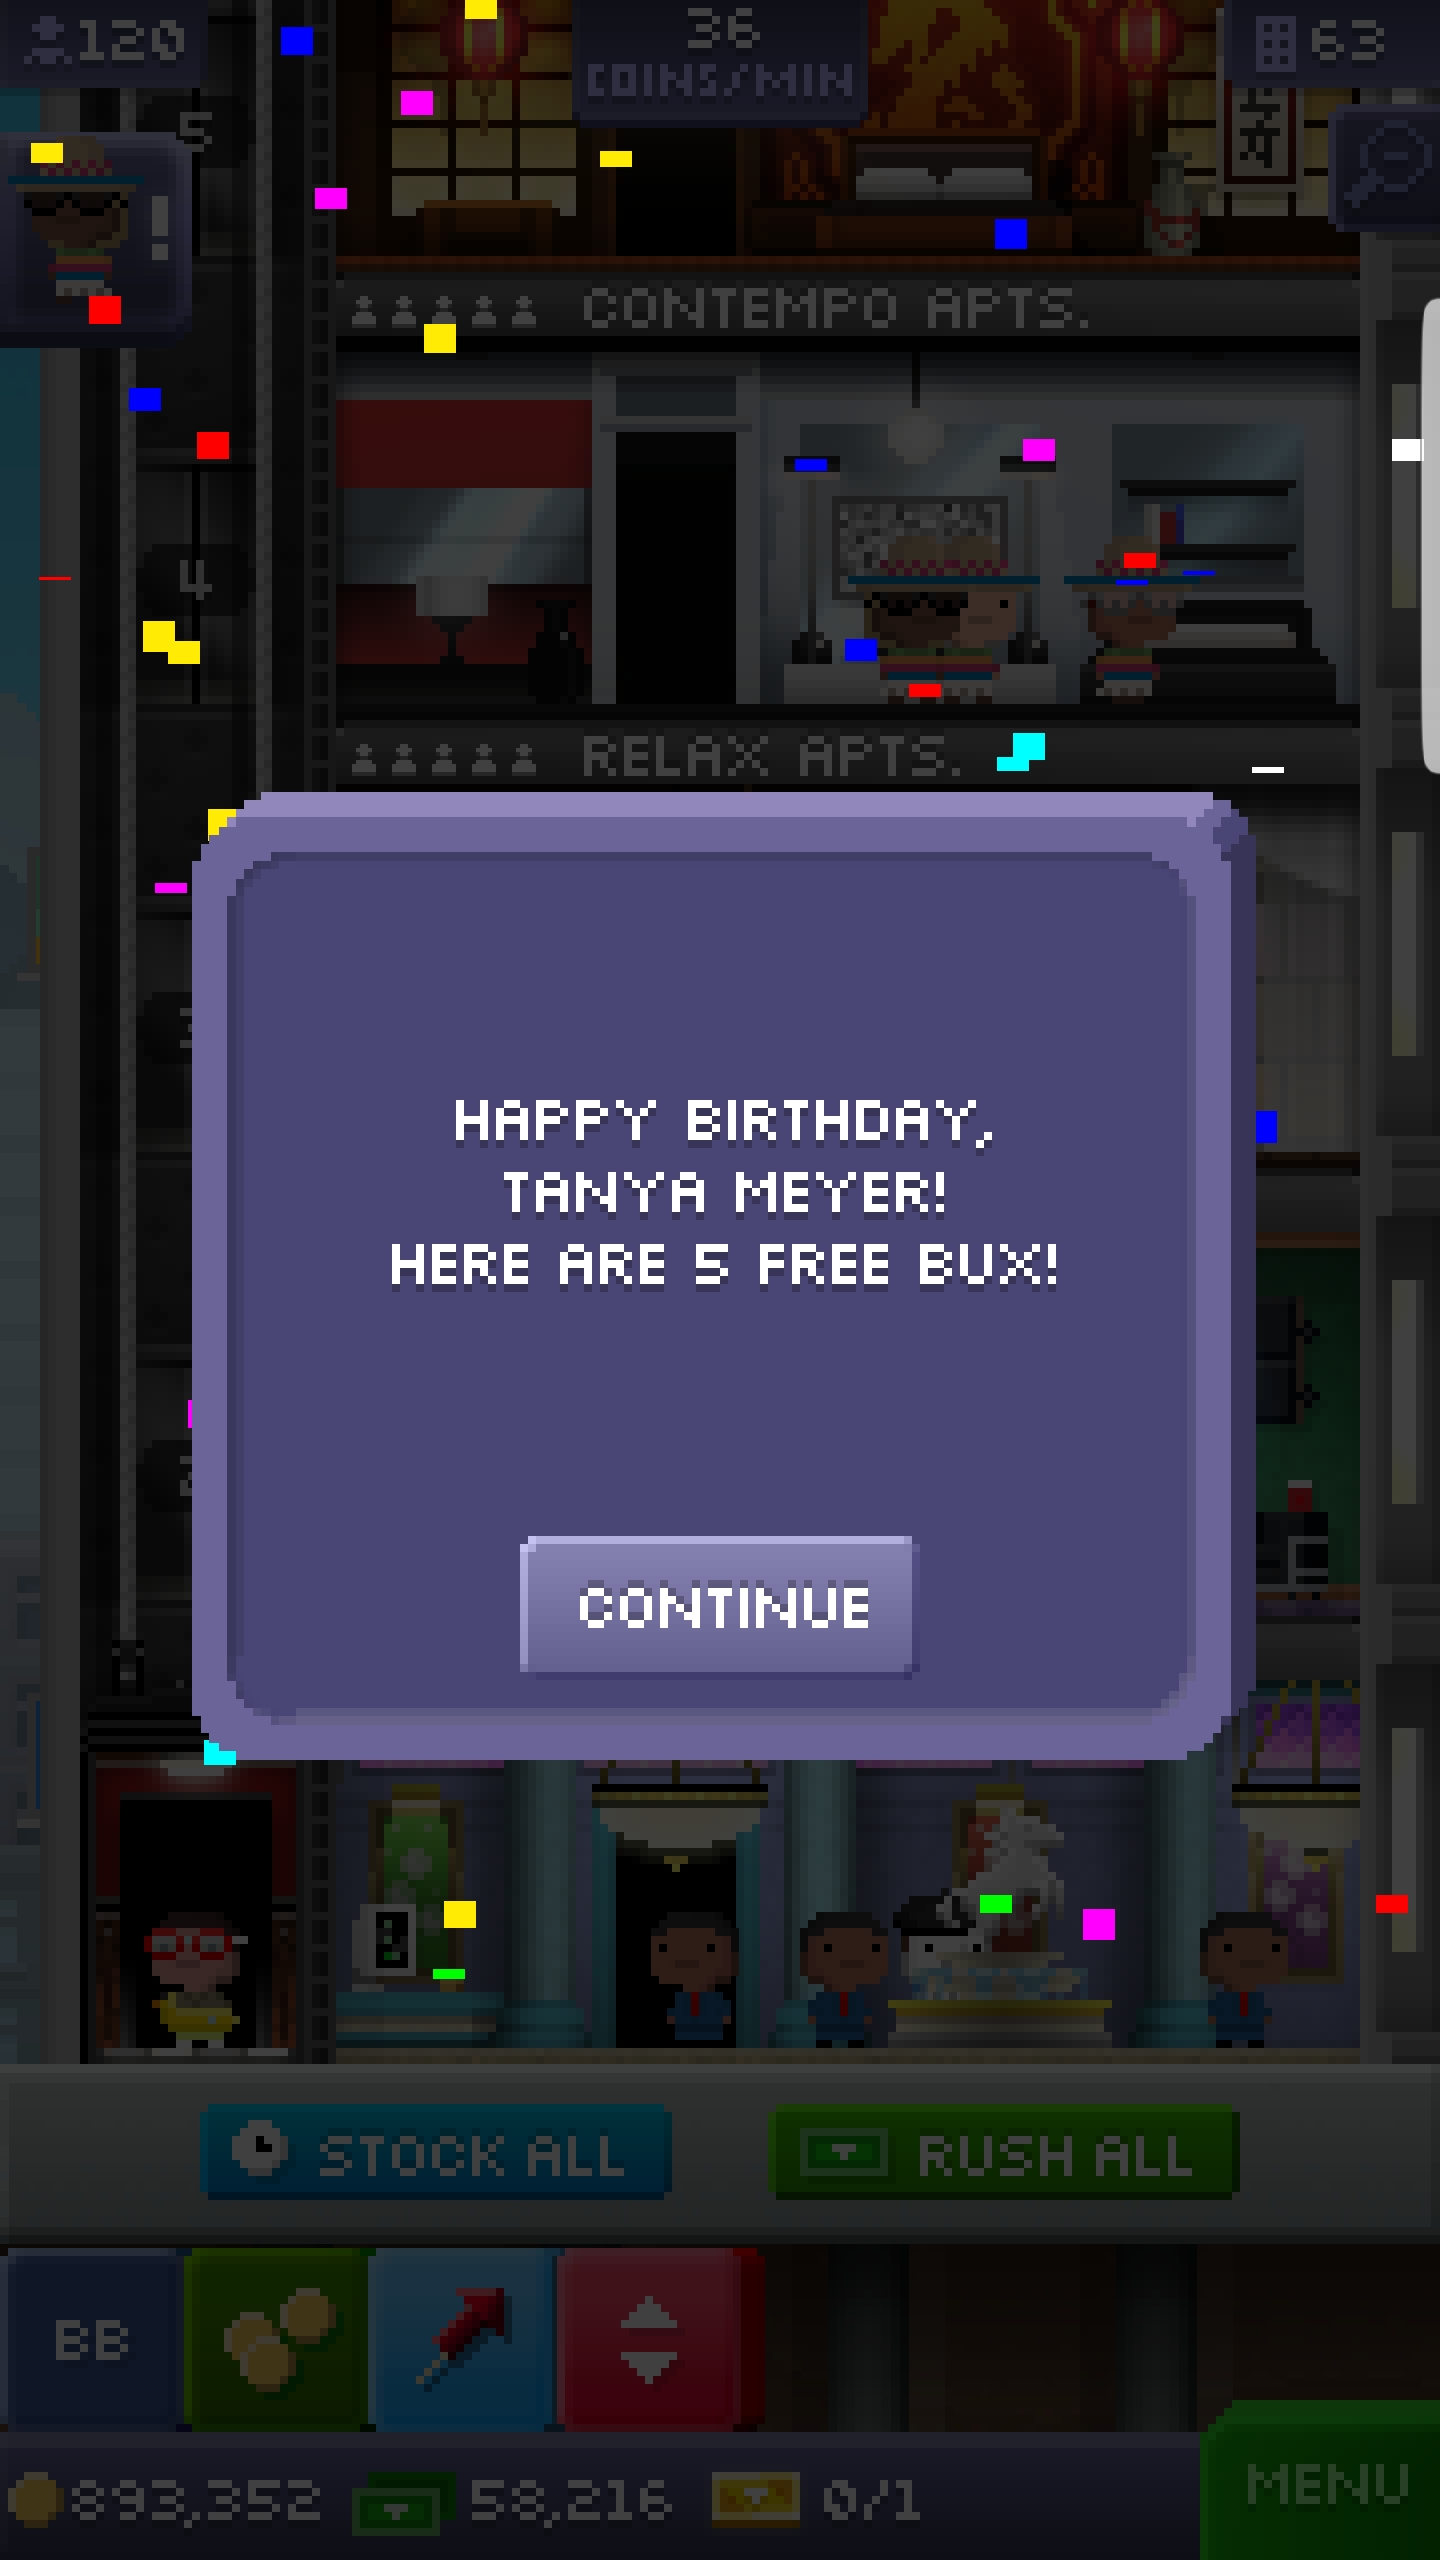 120
36
COINS/MIN
63
5
CONTEMPO APTS.
4
RELAX APTS.
HAPPY BIRTHDAY,
TANYA MEYER!
HERE ARE 5 FREE BUX!
CONTINUE
STOCK ALL
RUSH ALL
BB
893,352
58,216
0/1
MENU